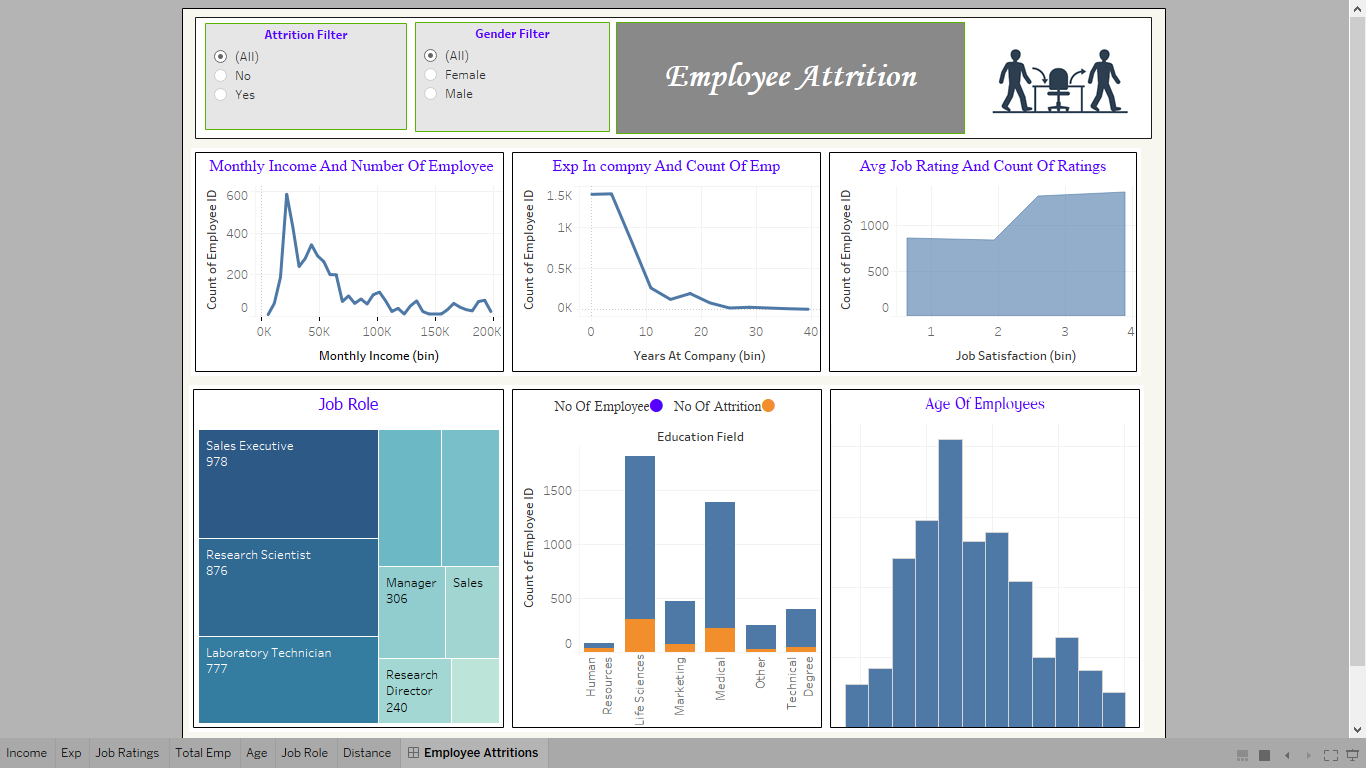 Attrition Filter
(All)
No
Yes
Gender Filter
(All)
Female
Male
Employee Attrition
Monthly Income And Number Of Employee
Count of Employee ID
600
400
200
0
0K
50K
100K
150K
200K
Monthly Income (bin)
Exp In compny And Count Of Emp
Count of Employee ID
1.5K
1K
0.5K
0K
0
10
20
30
40
Years At Company (bin)
Avg Job Rating And Count Of Ratings
Count of Employee ID
1000
500
0
1
2
3
4
Job Satisfaction (bin)
Job Role
Sales Executive
978
Research Scientist
876
Laboratory Technician
777
Manager
306
Sales
Research
Director
240
No Of Employee
No Of Attrition
Education Field
Count of Employee ID
1500
1000
500
0
Human
Resources
Life Sciences
Marketing
Medical
Other
Technical
Degree
Age Of Employees
Income
Exp
Job Ratings
Total Emp
Age
Job Role
Distance
Employee Attritions